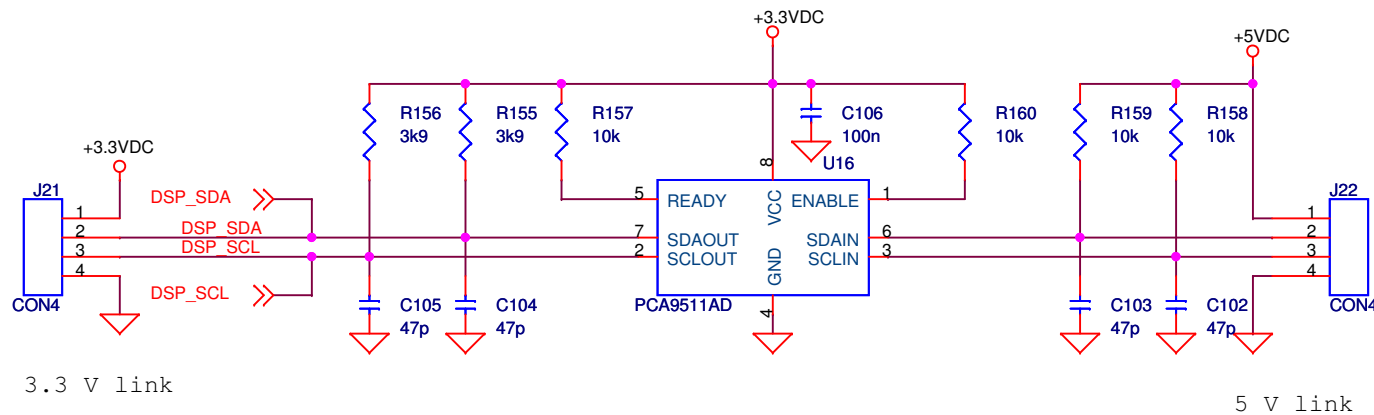 +3.3VDC
+5VDC
R156
3k9
R155
3k9
R157
10k
C106
100n
R160
10k
R159
10k
R158
10k
+3.3VDC
U16
J21
DSP_SDA
8
J22
1
5
READY
VCC
ENABLE
1
1
2
DSP_SDA
7
SDAOUT
SDAIN
6
2
3
DSP_SCL
2
SCLOUT
SCLIN
3
3
4
GND
4
DSP_SCL
CON4
C105
47p
C104
47p
PCA9511AD
4
C103
47p
C102
47p
CON4
3.3 V link
5 V link